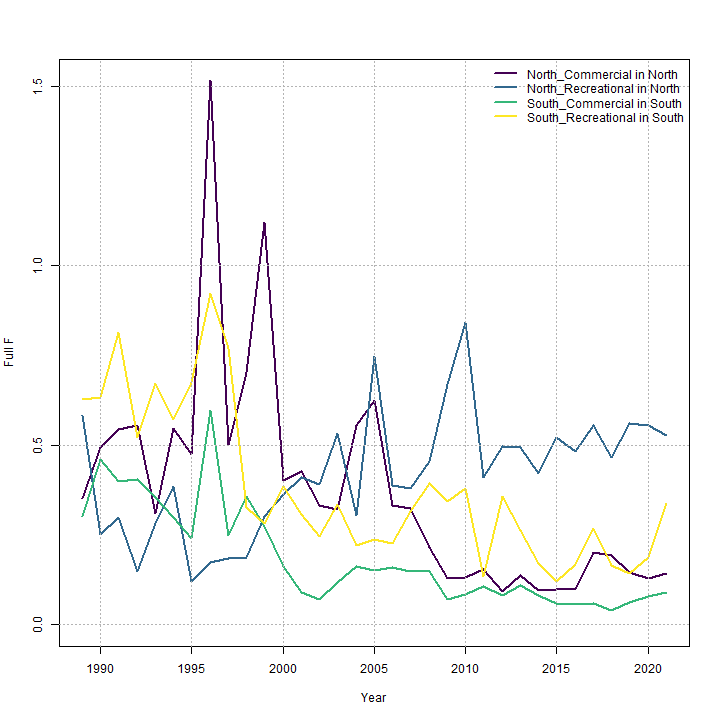 North_Commercial in North
North_Recreational in North
South_Commercial in South
South_Recreational in South
Full F
1.5
1.0
0.5
0.0
1990 1995 2000 2005 2010 2015 2020
Year